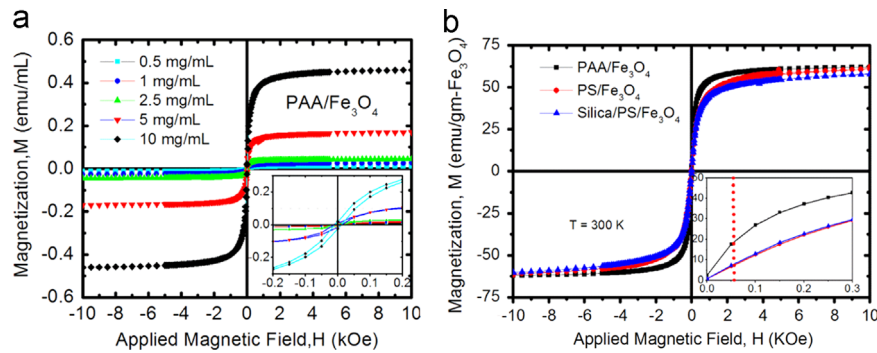 a
Magnetization,M (emu/mL)
0.6
0.4
0.2
0.0
-0.2
-0.4
-0.6
0.5 mg/mL
1 mg/mL
2.5 mg/mL
5 mg/mL
10 mg/mL
PAA/Fe₃O₄
0.2
0.1
0.0
-0.1
-0.2
-0.2 -0.1 0.0 0.1 0.2
-10 -8 -6 -4 -2 0 2 4 6 8 10
Applied Magnetic Field,H (kOe)
b
Magnetization, M (emu/gm-Fe₃O₄)
75
50
25
0
-25
-50
-75
PAA/Fe₃O₄
PS/Fe₃O₄
Silica/PS/Fe₃O₄
T = 300 K
50
40
30
20
10
0
0.0 0.1 0.2 0.3
-10 -8 -6 -4 -2 0 2 4 6 8 10
Applied Magnetic Field, H (KOe)